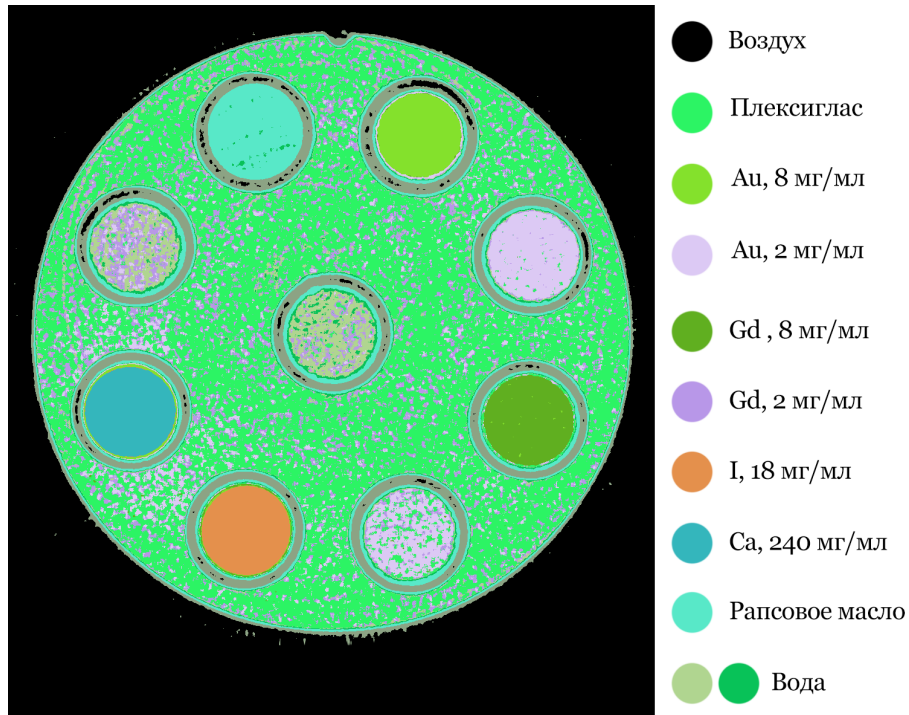 Воздух
Плексиглас
Au, 8 мг/мл
Au, 2 мг/мл
Gd , 8 мг/мл
Gd, 2 мг/мл
I, 18 мг/мл
Ca, 240 мг/мл
Рапсовое масло
Вода